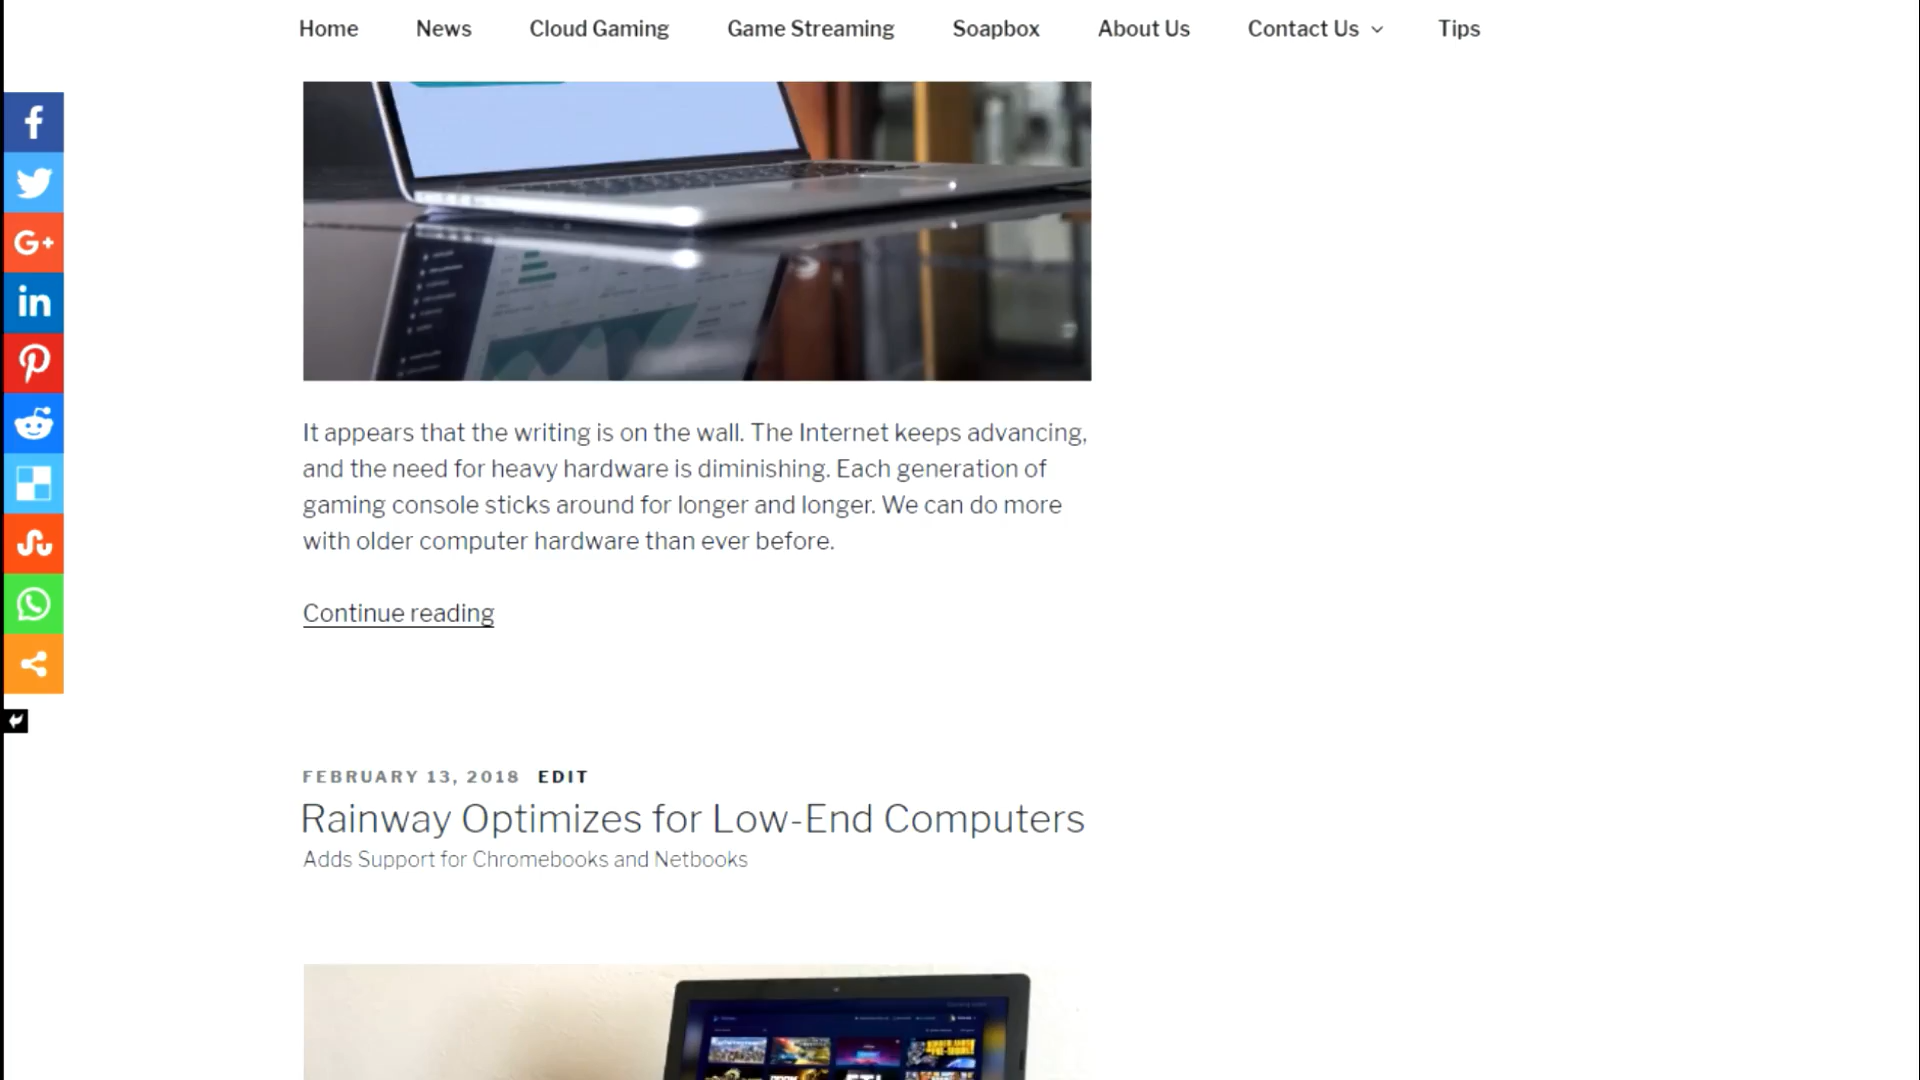 Home News Cloud Gaming Game Streaming Soapbox About Us Contact Us Tips
It appears that the writing is on the wall. The Internet keeps advancing,
and the need for heavy hardware is diminishing. Each generation of
gaming console sticks around for longer and longer. We can do more
with older computer hardware than ever before.
Continue reading
FEBRUARY 13, 2018 EDIT
Rainway Optimizes for Low-End Computers
Adds Support for Chromebooks and Netbooks